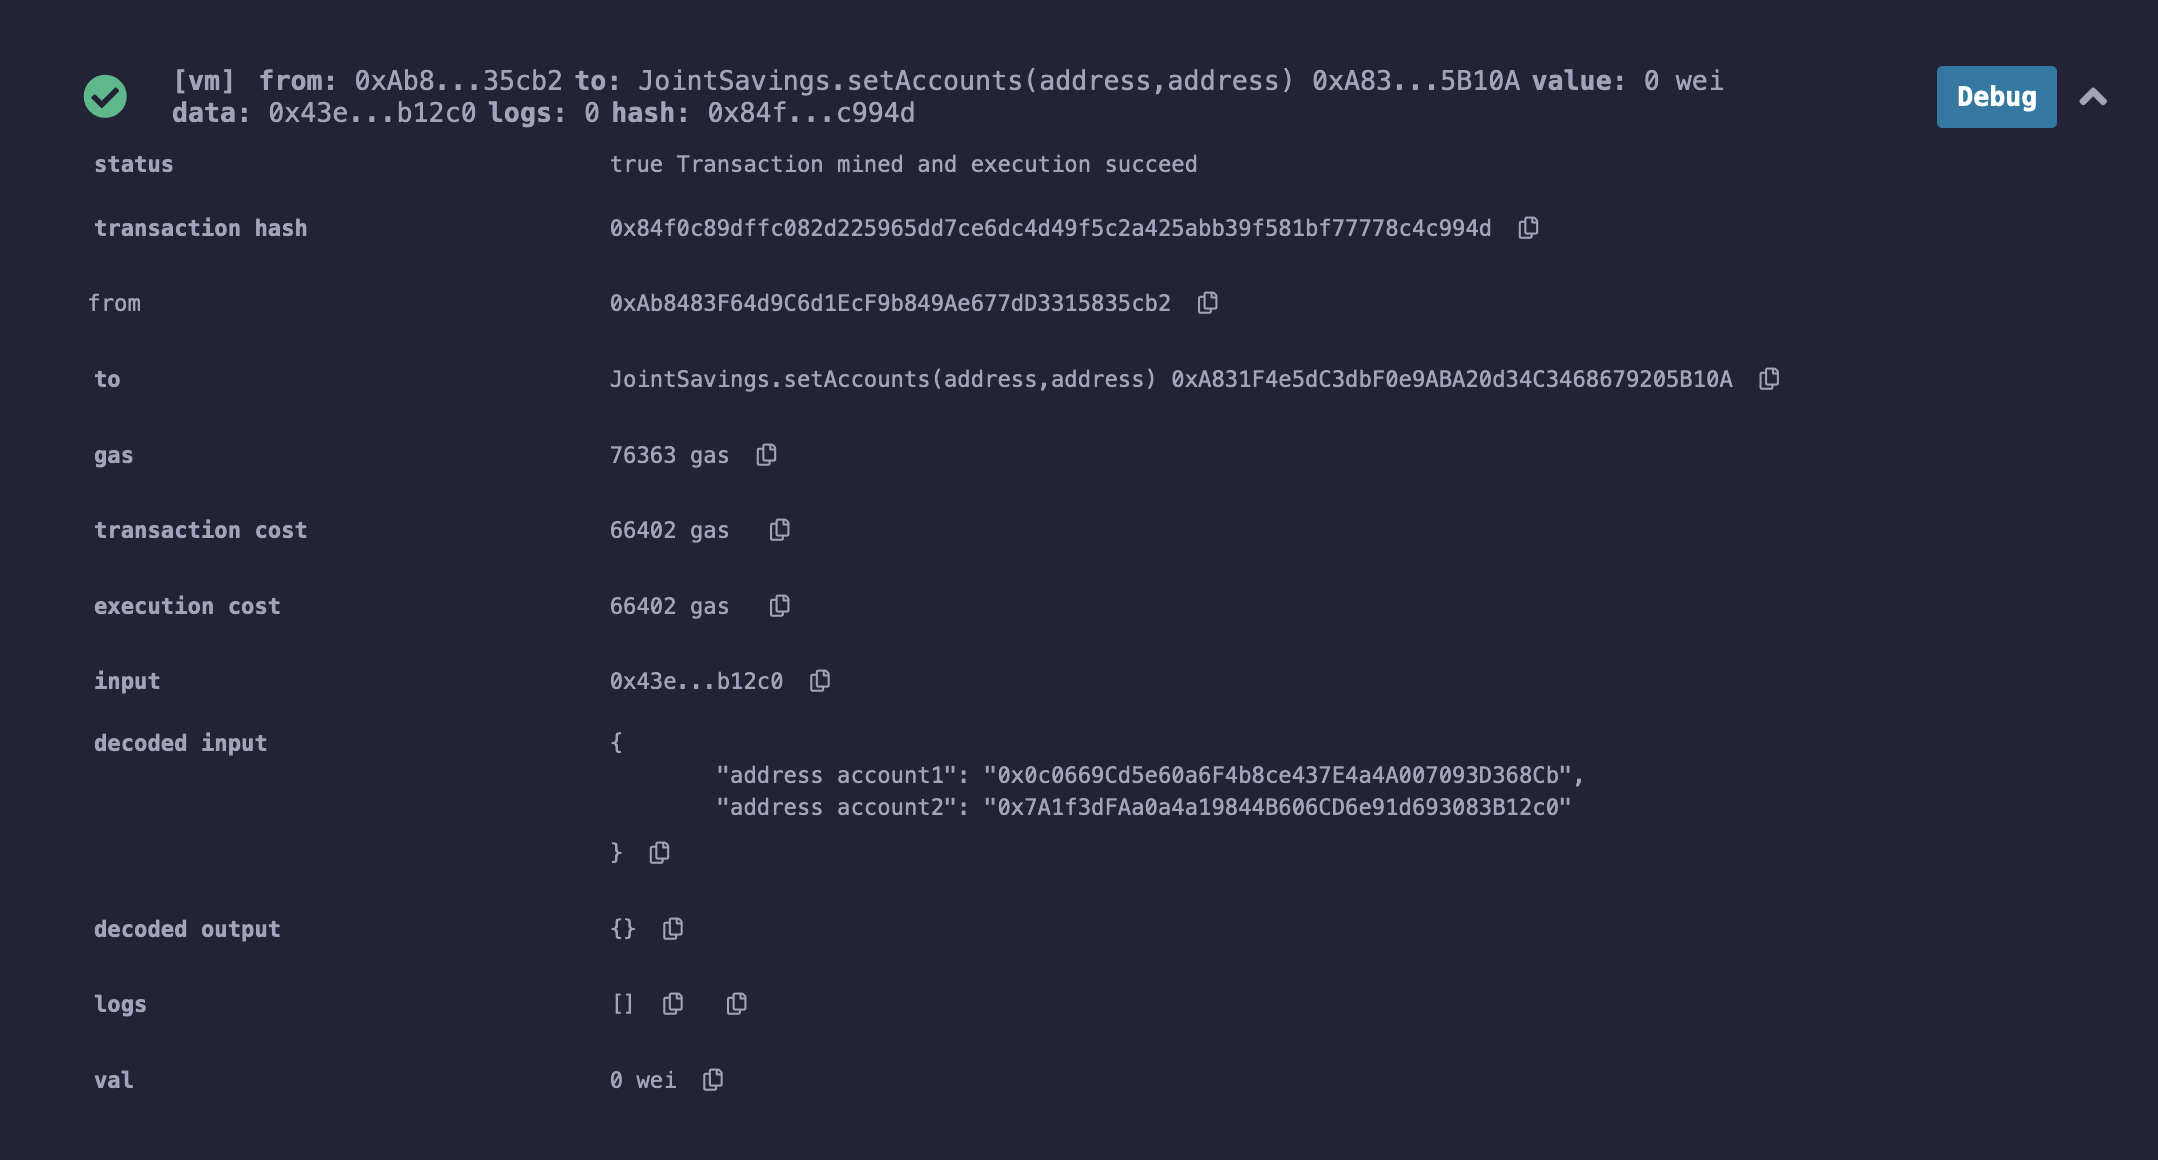 [vm] from: 0xAb8...35cb2 to: JointSavings.setAccounts(address,address) 0xA83...5B10A value: 0 wei
data: 0x43e...b12c0 logs: 0 hash: 0x84f...c994d
Debug
status true Transaction mined and execution succeed
transaction hash 0x84f0c89dffc082d225965dd7ce6dc4d49f5c2a425abb39f581bf77778c4c994d
from 0xAb8483F64d9C6d1EcF9b849Ae677dD3315835cb2
to JointSavings.setAccounts(address,address) 0xA831F4e5dC3dbF0e9ABA20d34C3468679205B10A
gas 76363 gas
transaction cost 66402 gas
execution cost 66402 gas
input 0x43e...b12c0
decoded input {
"address account1": "0x0c0669Cd5e60a6F4b8ce437E4a4A007093D368Cb",
"address account2": "0x7A1f3dFAa0a4a19844B606CD6e91d693083B12c0"
}
decoded output {}
logs []
val 0 wei